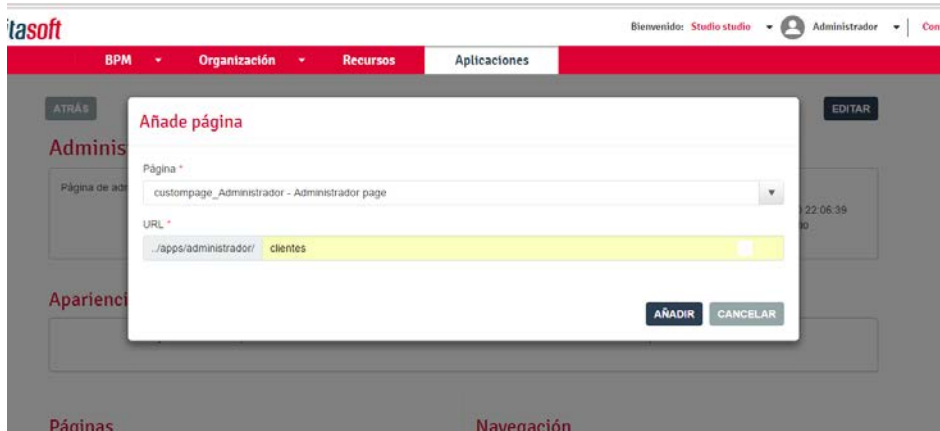 itasoft
Bienvenido: Studio studio Administrador Con
BPM Organización Recursos Aplicaciones
ATRÁS EDITAR
Añade página
Adminis
Página *
Página de adr
custompage_Administrador - Administrador page
22:06:39
URL *
../apps/administrador/ clientes
Aparienci
AÑADIR CANCELAR
Páginas Navegación